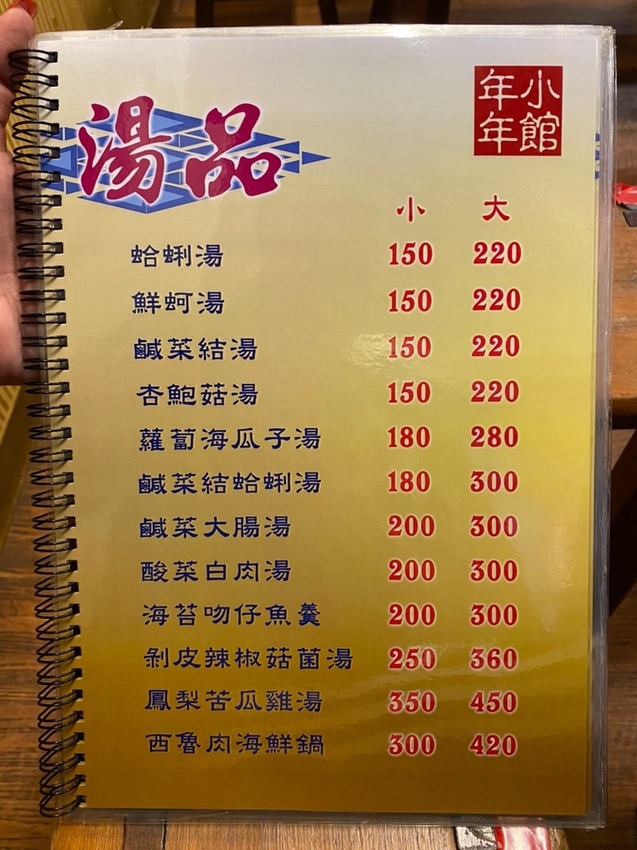 湯品
年年小館
小 大
蛤蜊湯 150 220
鮮蚵湯 150 220
鹹菜結湯 150 220
杏鮑菇湯 150 220
蘿蔔海瓜子湯 180 280
鹹菜結蛤蜊湯 180 300
鹹菜大腸湯 200 300
酸菜白肉湯 200 300
海苔吻仔魚羹 200 300
剝皮辣椒菇菌湯 250 360
鳳梨苦瓜雞湯 350 450
西魯肉海鮮鍋 300 420